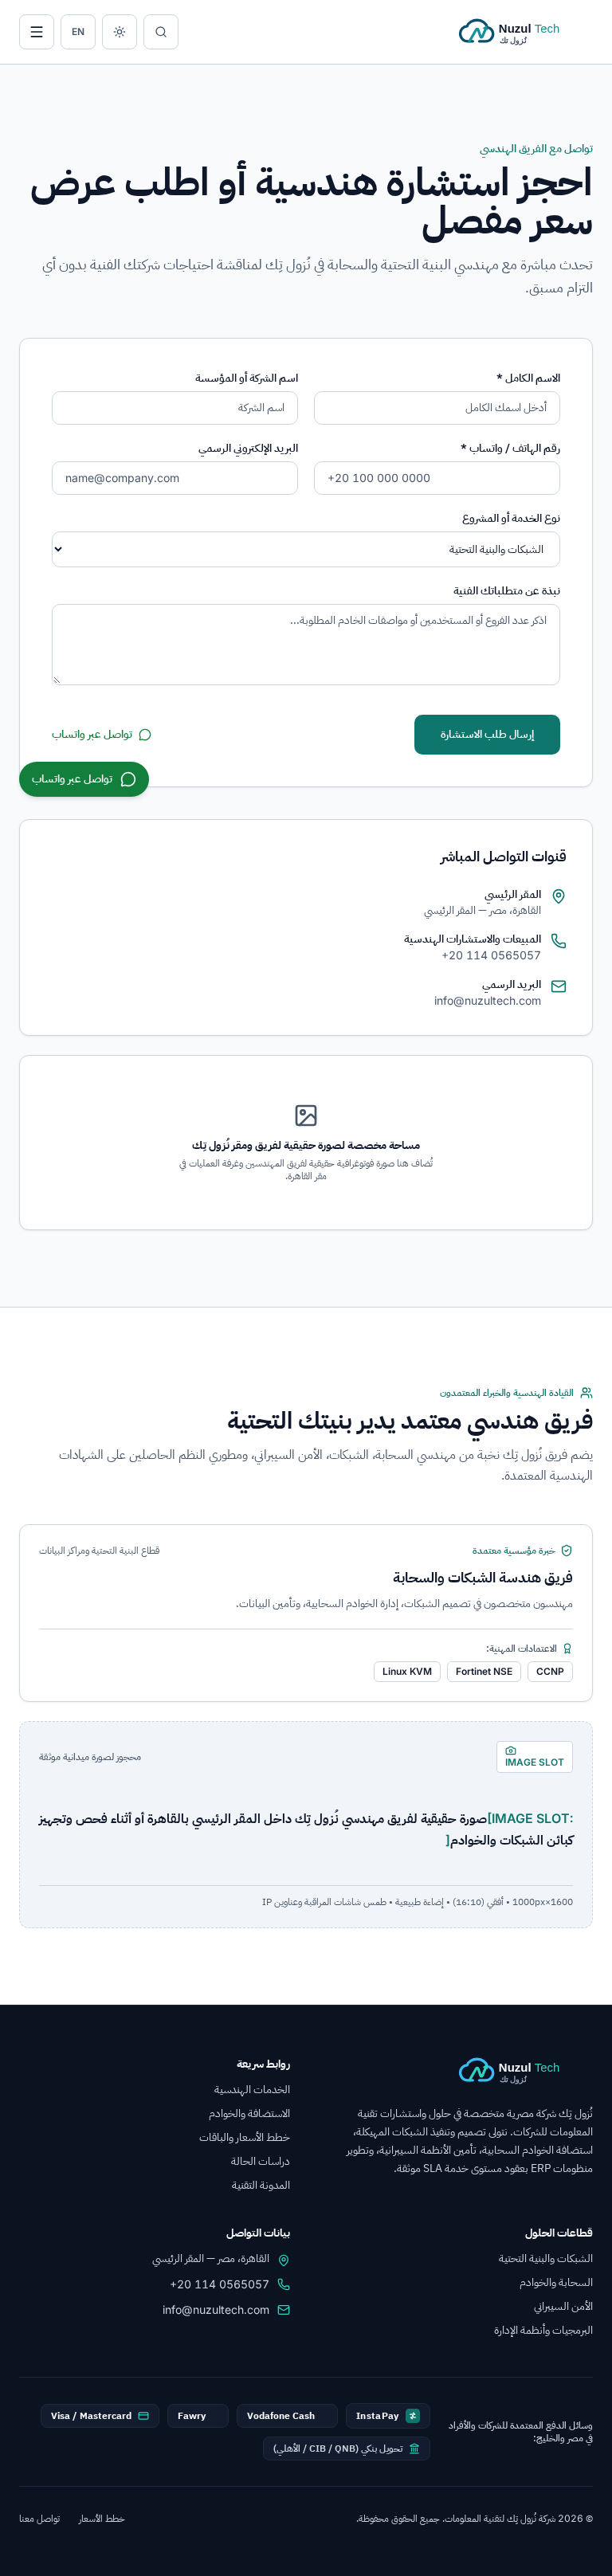 Nuzul Tech
نُزول تِك
EN
تواصل مع الفريق الهندسي
احجز استشارة هندسية أو اطلب عرض
سعر مفصل
تحدث مباشرة مع مهندسي البنية التحتية والسحابة في نُزول تِك لمناقشة احتياجات شركتك الفنية بدون أي
التزام مسبق.
الاسم الكامل *
اسم الشركة أو المؤسسة
أدخل اسمك الكامل
اسم الشركة
رقم الهاتف / واتساب *
البريد الإلكتروني الرسمي
+20 100 000 0000
name@company.com
نوع الخدمة أو المشروع
الشبكات والبنية التحتية
نبذة عن متطلباتك الفنية
اذكر عدد الفروع أو المستخدمين أو مواصفات الخادم المطلوبة...
إرسال طلب الاستشارة
تواصل عبر واتساب
تواصل عبر واتساب
قنوات التواصل المباشر
المقر الرئيسي
القاهرة، مصر — المقر الرئيسي
المبيعات والاستشارات الهندسية
+20 114 0565057
البريد الرسمي
info@nuzultech.com
مساحة مخصصة لصورة حقيقية لفريق ومقر نُزول تِك
تُضاف هنا صورة فوتوغرافية حقيقية لفريق المهندسين وغرفة العمليات في
مقر القاهرة.
القيادة الهندسية والخبراء المعتمدون
فريق هندسي معتمد يدير بنيتك التحتية
يضم فريق نُزول تِك نخبة من مهندسي السحابة، الشبكات، الأمن السيبراني، ومطوري النظم الحاصلين على الشهادات
الهندسية المعتمدة.
خبرة مؤسسية معتمدة
قطاع البنية التحتية ومراكز البيانات
فريق هندسة الشبكات والسحابة
مهندسون متخصصون في تصميم الشبكات، إدارة الخوادم السحابية، وتأمين البيانات.
الاعتمادات المهنية:
CCNP
Fortinet NSE
Linux KVM
IMAGE SLOT
محجوز لصورة ميدانية موثقة
[IMAGE SLOT: صورة حقيقية لفريق مهندسي نُزول تِك داخل المقر الرئيسي بالقاهرة أو أثناء فحص وتجهيز
كبائن الشبكات والخوادم]
1600×1000px • أفقي (16:10) • إضاءة طبيعية • طمس شاشات المراقبة وعناوين IP
Nuzul Tech
نُزول تِك
نُزول تِك شركة مصرية متخصصة في حلول واستشارات تقنية
المعلومات للشركات. نتولى تصميم وتنفيذ الشبكات المهيكلة،
استضافة الخوادم السحابية، تأمين الأنظمة السيبرانية، وتطوير
منظومات ERP بعقود مستوى خدمة SLA موثقة.
روابط سريعة
الخدمات الهندسية
الاستضافة والخوادم
خطط الأسعار والباقات
دراسات الحالة
المدونة التقنية
قطاعات الحلول
الشبكات والبنية التحتية
السحابة والخوادم
الأمن السيبراني
البرمجيات وأنظمة الإدارة
بيانات التواصل
القاهرة، مصر — المقر الرئيسي
+20 114 0565057
info@nuzultech.com
وسائل الدفع المعتمدة للشركات والأفراد
في مصر والخليج:
InstaPay
Vodafone Cash
Fawry
Visa / Mastercard
تحويل بنكي (CIB / QNB / الأهلي)
© 2026 شركة نُزول تِك لتقنية المعلومات. جميع الحقوق محفوظة.
خطط الأسعار
تواصل معنا